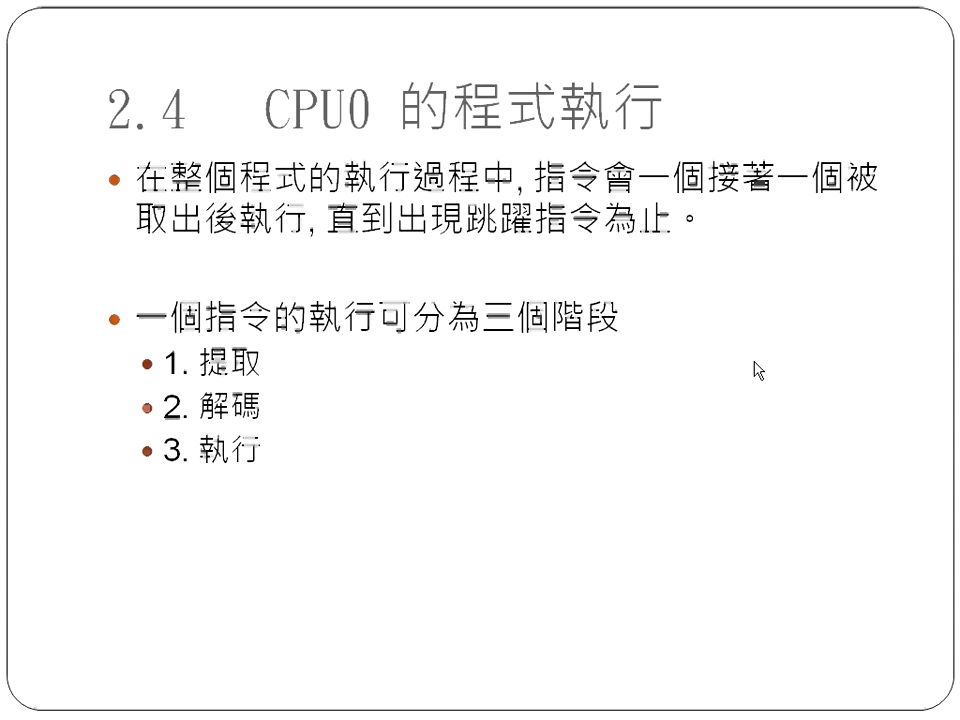 2.4 CPU0 的程式執行
在整個程式的執行過程中, 指令會一個接著一個被
取出後執行, 直到出現跳躍指令為止。
一個指令的執行可分為三個階段
1. 提取
2. 解碼
3. 執行